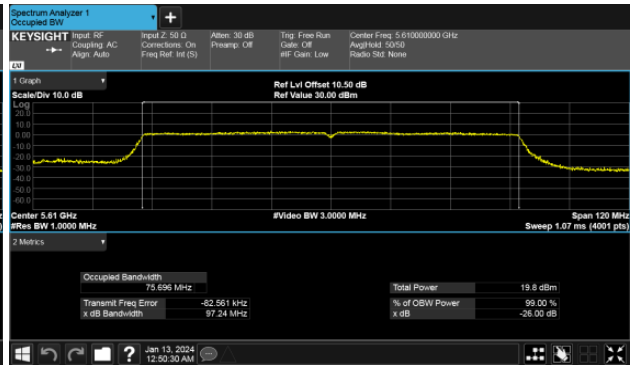 Spectrum Analyzer 1
Occupied BW
+
KEYSIGHT
Input: RF
Coupling: AC
Align: Auto
Input Z: 50 Ω
Corrections: On
Freq Ref: Int (S)
Atten: 30 dB
Preamp: Off
Trig: Free Run
Gate: Off
#IF Gain: Low
Center Freq: 5.610000000 GHz
Avg|Hold: 50/50
Radio Std: None
LXI
1 Graph
Scale/Div 10.0 dB
Ref Lvl Offset 10.50 dB
Ref Value 30.00 dBm
Log
20.0
10.0
0.00
-10.0
-20.0
-30.0
-40.0
-50.0
-60.0
Center 5.61 GHz
#Res BW 1.0000 MHz
#Video BW 3.0000 MHz
Span 120 MHz
Sweep 1.07 ms (4001 pts)
2 Metrics
Occupied Bandwidth
75.696 MHz
Total Power 19.8 dBm
Transmit Freq Error -82.561 kHz
% of OBW Power 99.00 %
x dB Bandwidth 97.24 MHz
x dB -26.00 dB
?
Jan 13, 2024
12:50:30 AM